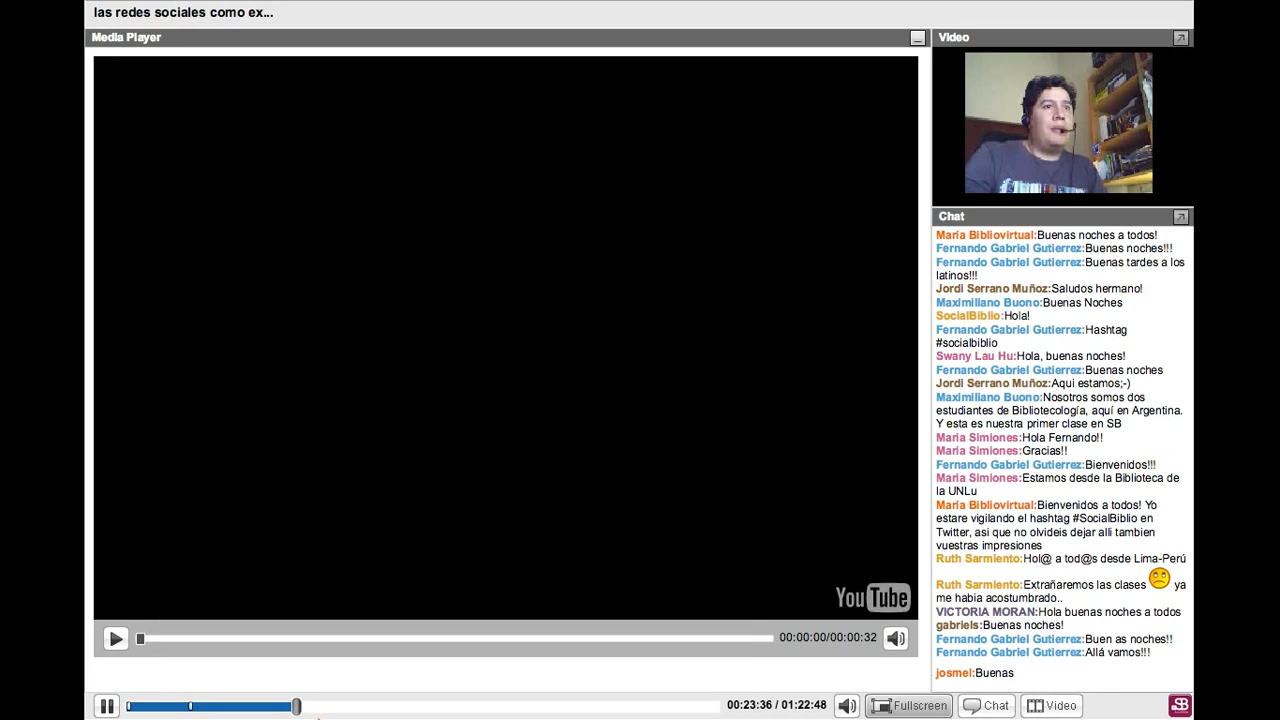 las redes sociales como ex...
Media Player
Video
Chat
María Bibliovirtual:Buenas noches a todos!
Fernando Gabriel Gutierrez:Buenas noches!!!
Fernando Gabriel Gutierrez:Buenas tardes a los
latinos!!!
Jordi Serrano Muñoz:Saludos hermano!
Maximiliano Buono:Buenas Noches
SocialBiblio:Hola!
Fernando Gabriel Gutierrez:Hashtag
#socialbiblio
Swany Lau Hu:Hola, buenas noches!
Fernando Gabriel Gutierrez:Buenas noches
Jordi Serrano Muñoz:Aqui estamos;-)
Maximiliano Buono:Nosotros somos dos
estudiantes de Bibliotecología, aquí en Argentina.
Y esta es nuestra primer clase en SB
María Simiones:Hola Fernando!!
María Simiones:Gracias!!
Fernando Gabriel Gutierrez:Bienvenidos!!!
María Simiones:Estamos desde la Biblioteca de
la UNLu
María Bibliovirtual:Bienvenidos a todos! Yo
estare vigilando el hashtag #SocialBiblio en
Twitter, asi que no olvideis dejar alli tambien
vuestras impresiones
Ruth Sarmiento:Hol@ a tod@s desde Lima-Perú
Ruth Sarmiento:Extrañaremos las clases ya
me habia acostumbrado..
VICTORIA MORAN:Hola buenas noches a todos
gabriels:Buenas noches!
Fernando Gabriel Gutierrez:Buen as noches!!
Fernando Gabriel Gutierrez:Allá vamos!!!
josmel:Buenas
YouTube
00:00:00/00:00:32
00:23:36 / 01:22:48
Fullscreen
Chat
Video
SB